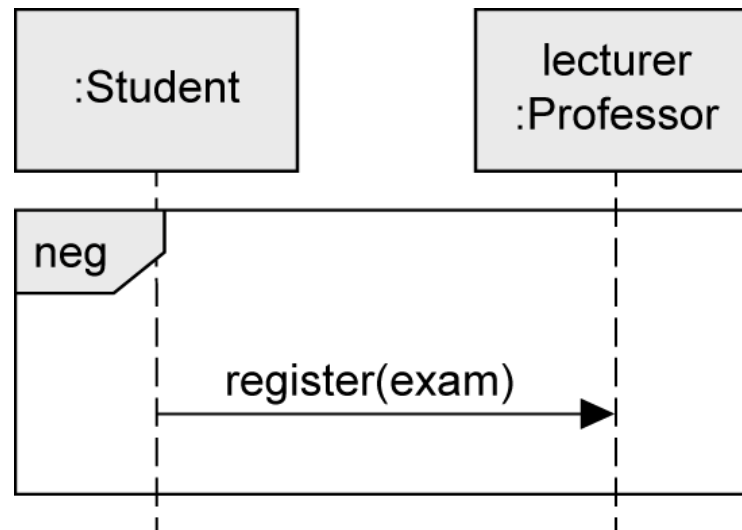 :Student
lecturer
:Professor
neg
register(exam)